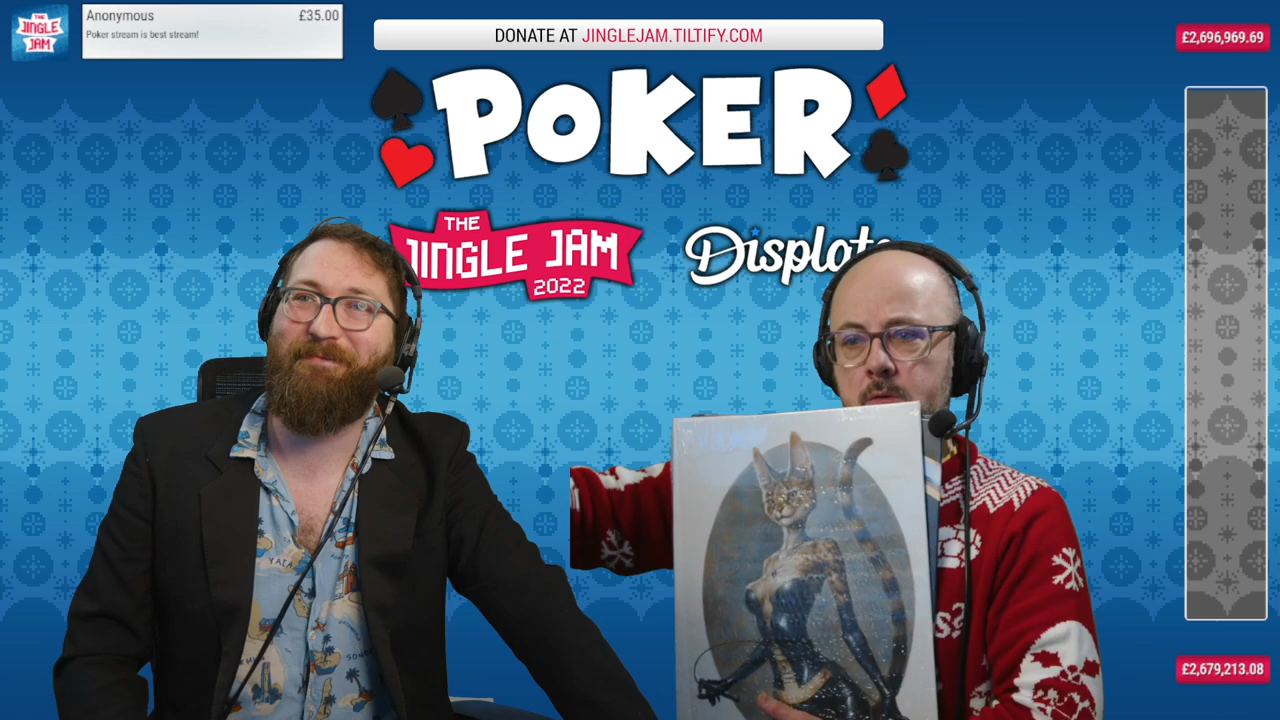 THE
JINGLE
JAM
Anonymous
£35.00
Poker stream is best stream!
DONATE AT JINGLEJAM.TILTIFY.COM
£2,696,969.69
POKER
THE
JINGLE JAM
2022
Displate
£2,679,213.08